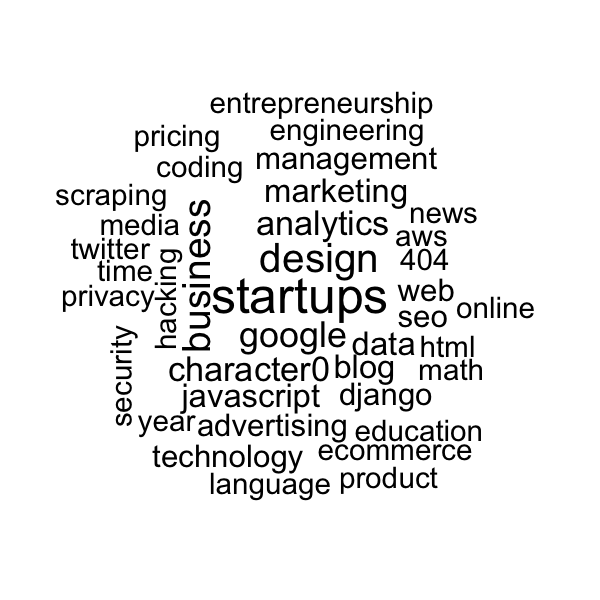 entrepreneurship
pricing
engineering
coding
management
scraping
marketing
media
business
analytics
news
twitter
hacking
design
aws
time
404
privacy
startups
web
seo
online
security
google
data
html
character0
blog
math
javascript
django
year
advertising
education
technology
ecommerce
language
product